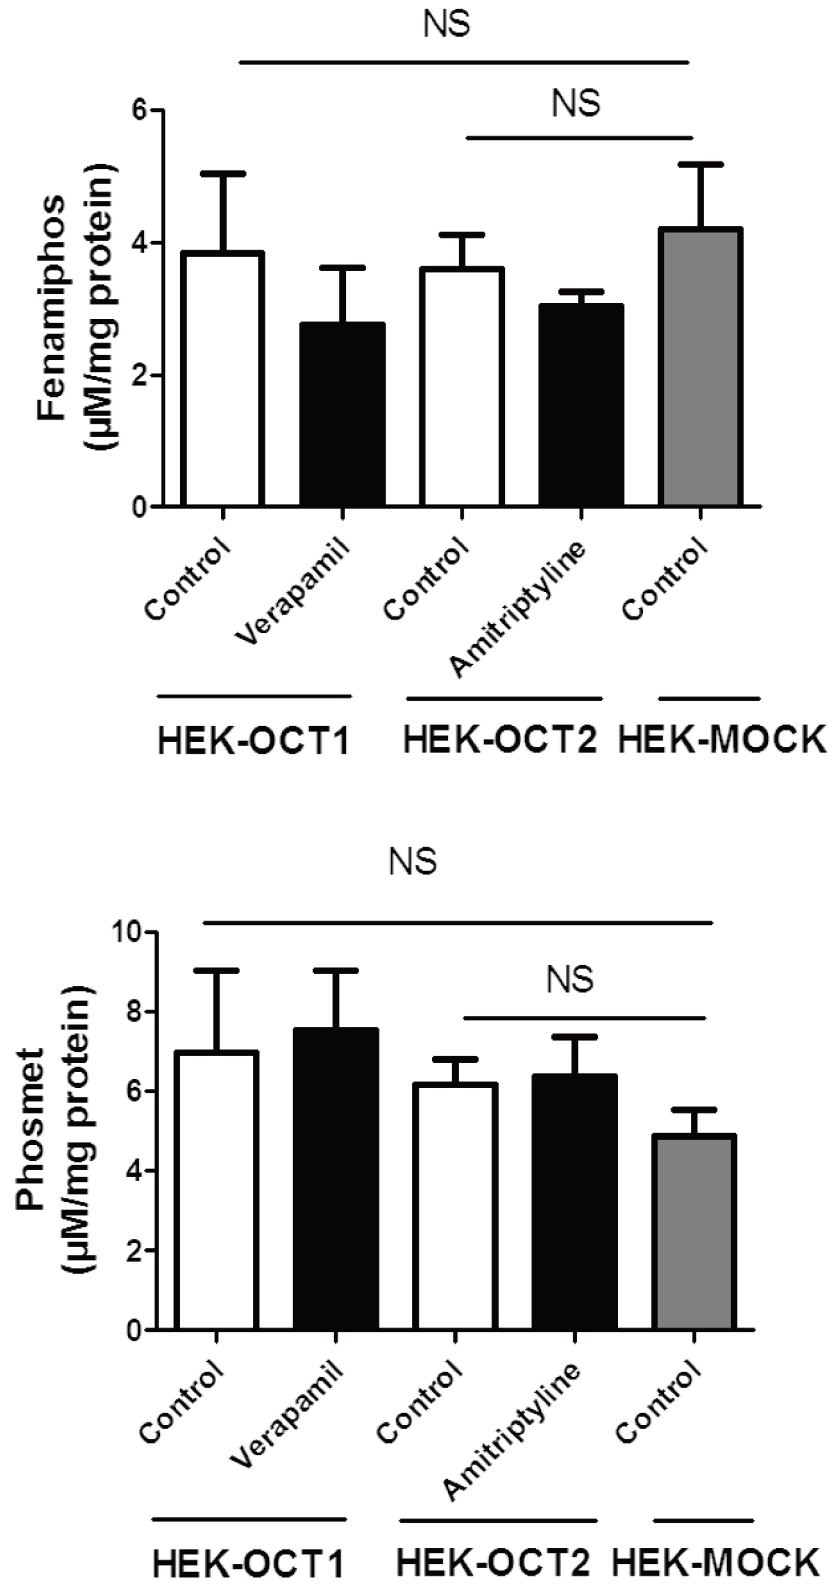 NS
NS
6
4
2
0
Fenamiphos
(µM/mg protein)
Control
Verapamil
Control
Amitriptyline
Control
HEK-OCT1
HEK-OCT2
HEK-MOCK
NS
NS
10
8
6
4
2
0
Phosmet
(µM/mg protein)
Control
Verapamil
Control
Amitriptyline
Control
HEK-OCT1
HEK-OCT2
HEK-MOCK